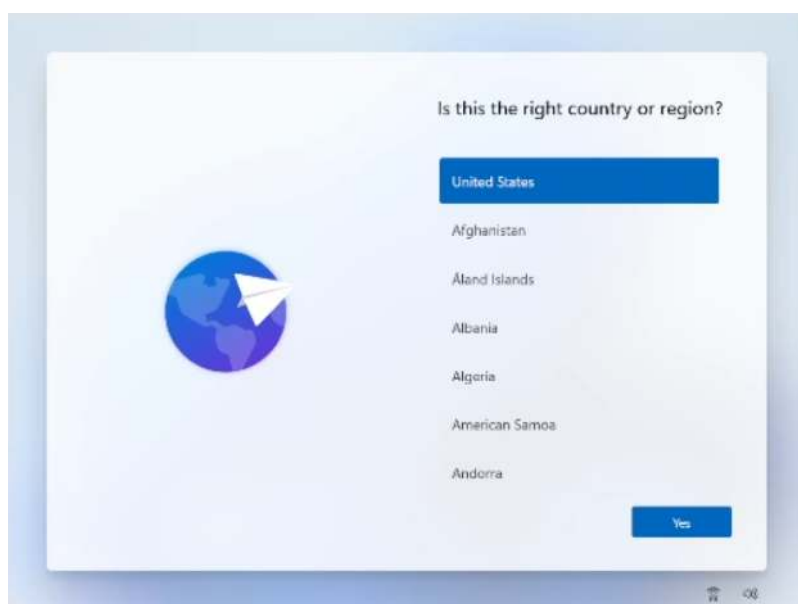 Is this the right country or region?
United States
Afghanistan
Åland Islands
Albania
Algeria
American Samoa
Andorra
Yes